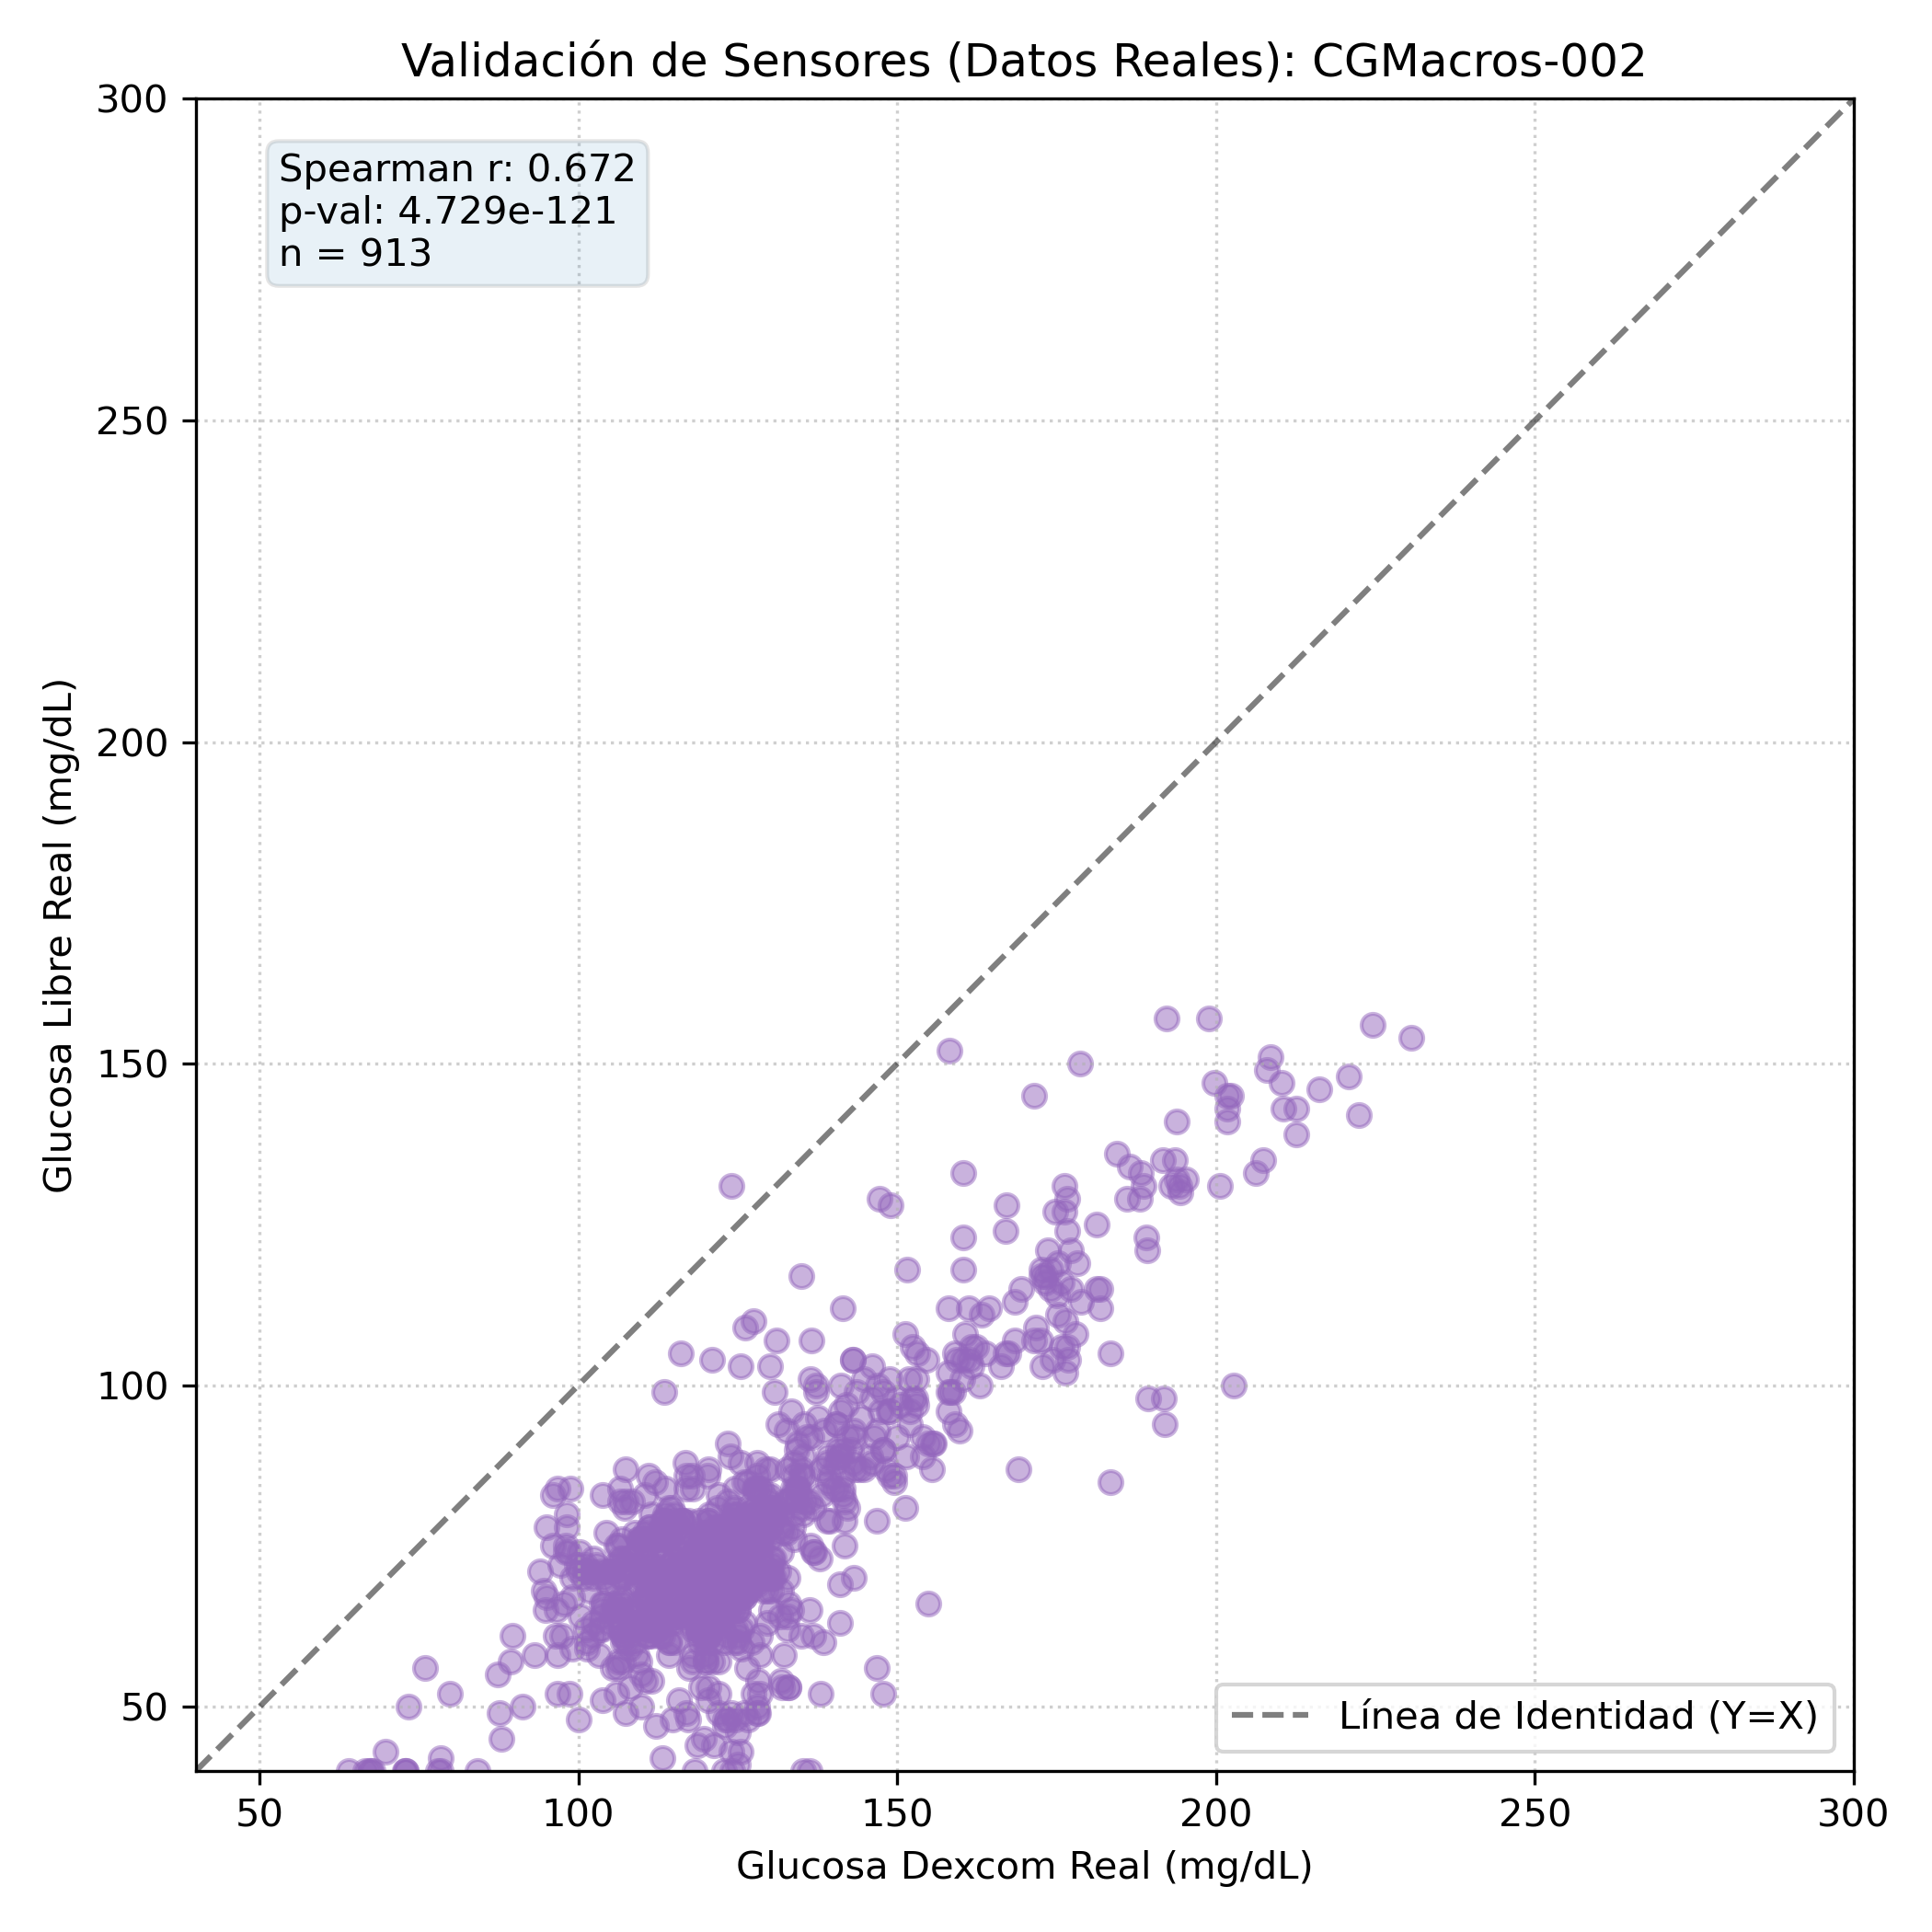 Validación de Sensores (Datos Reales): CGMacros-002
300
250
200
150
100
50
Glucosa Libre Real (mg/dL)
Spearman r: 0.672
p-val: 4.729e-121
n = 913
Línea de Identidad (Y=X)
50 100 150 200 250 300
Glucosa Dexcom Real (mg/dL)